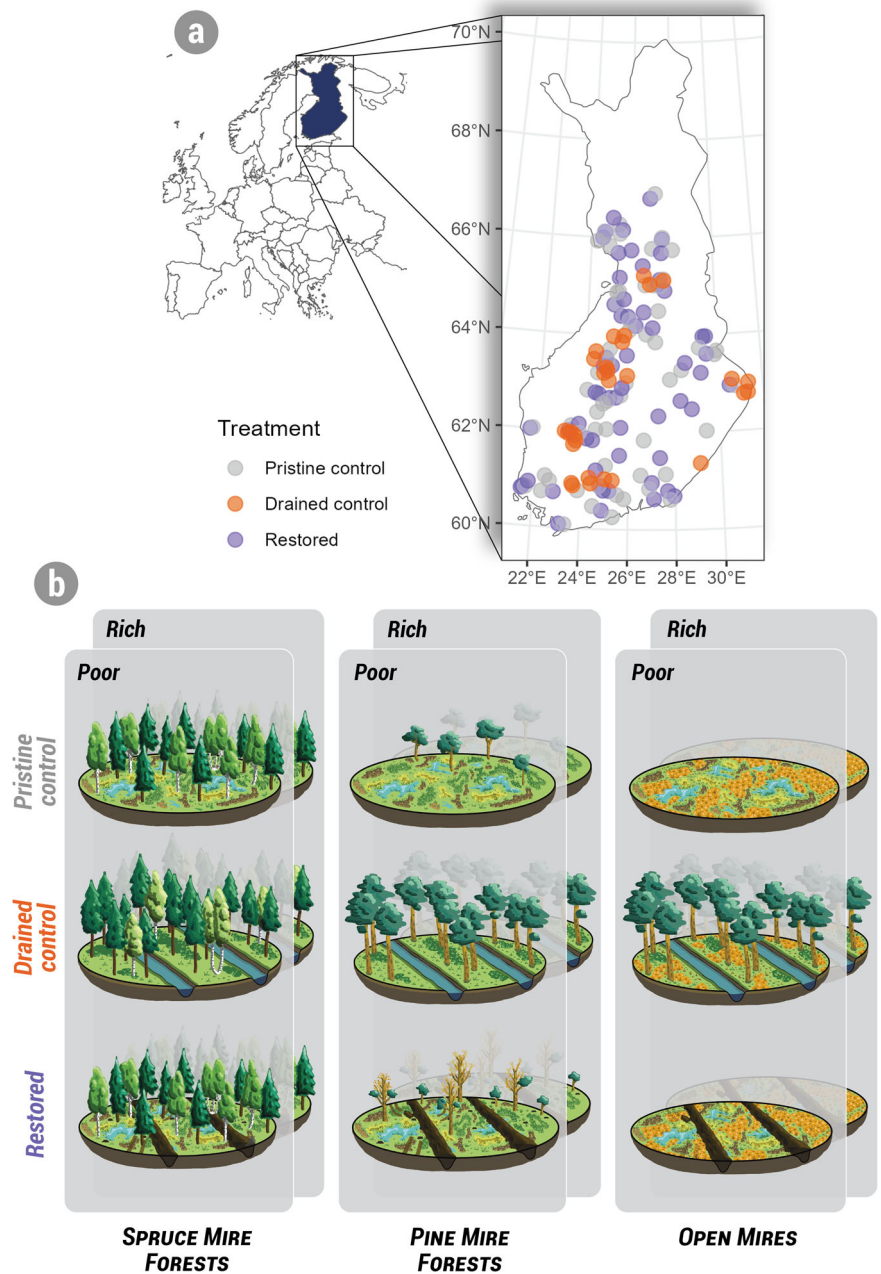 a
70°N
68°N
66°N
64°N
62°N
60°N
22°E 24°E 26°E 28°E 30°E
Treatment
Pristine control
Drained control
Restored
b
Rich
Poor
Rich
Poor
Rich
Poor
Pristine
control
Drained
control
Restored
SPRUCE MIRE
FORESTS
PINE MIRE
FORESTS
OPEN MIRES